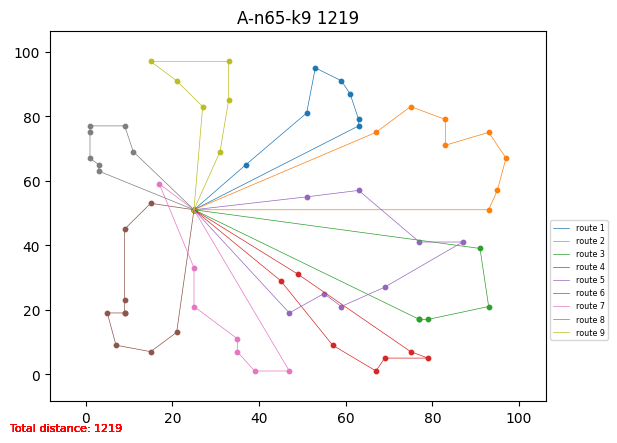 A-n65-k9 1219
100
80
60
40
20
0
0 20 40 60 80 100
route 1
route 2
route 3
route 4
route 5
route 6
route 7
route 8
route 9
Total distance: 1219